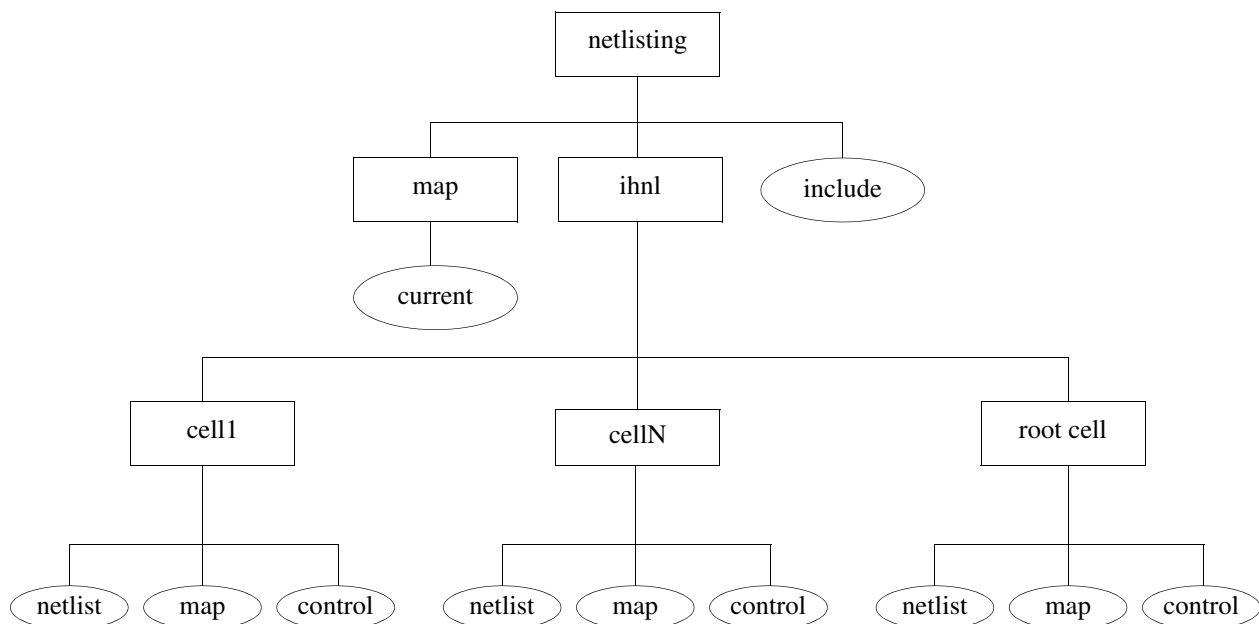 netlisting
map
ihnl
include
current
cell1
cellN
root cell
netlist
map
control
netlist
map
control
netlist
map
control